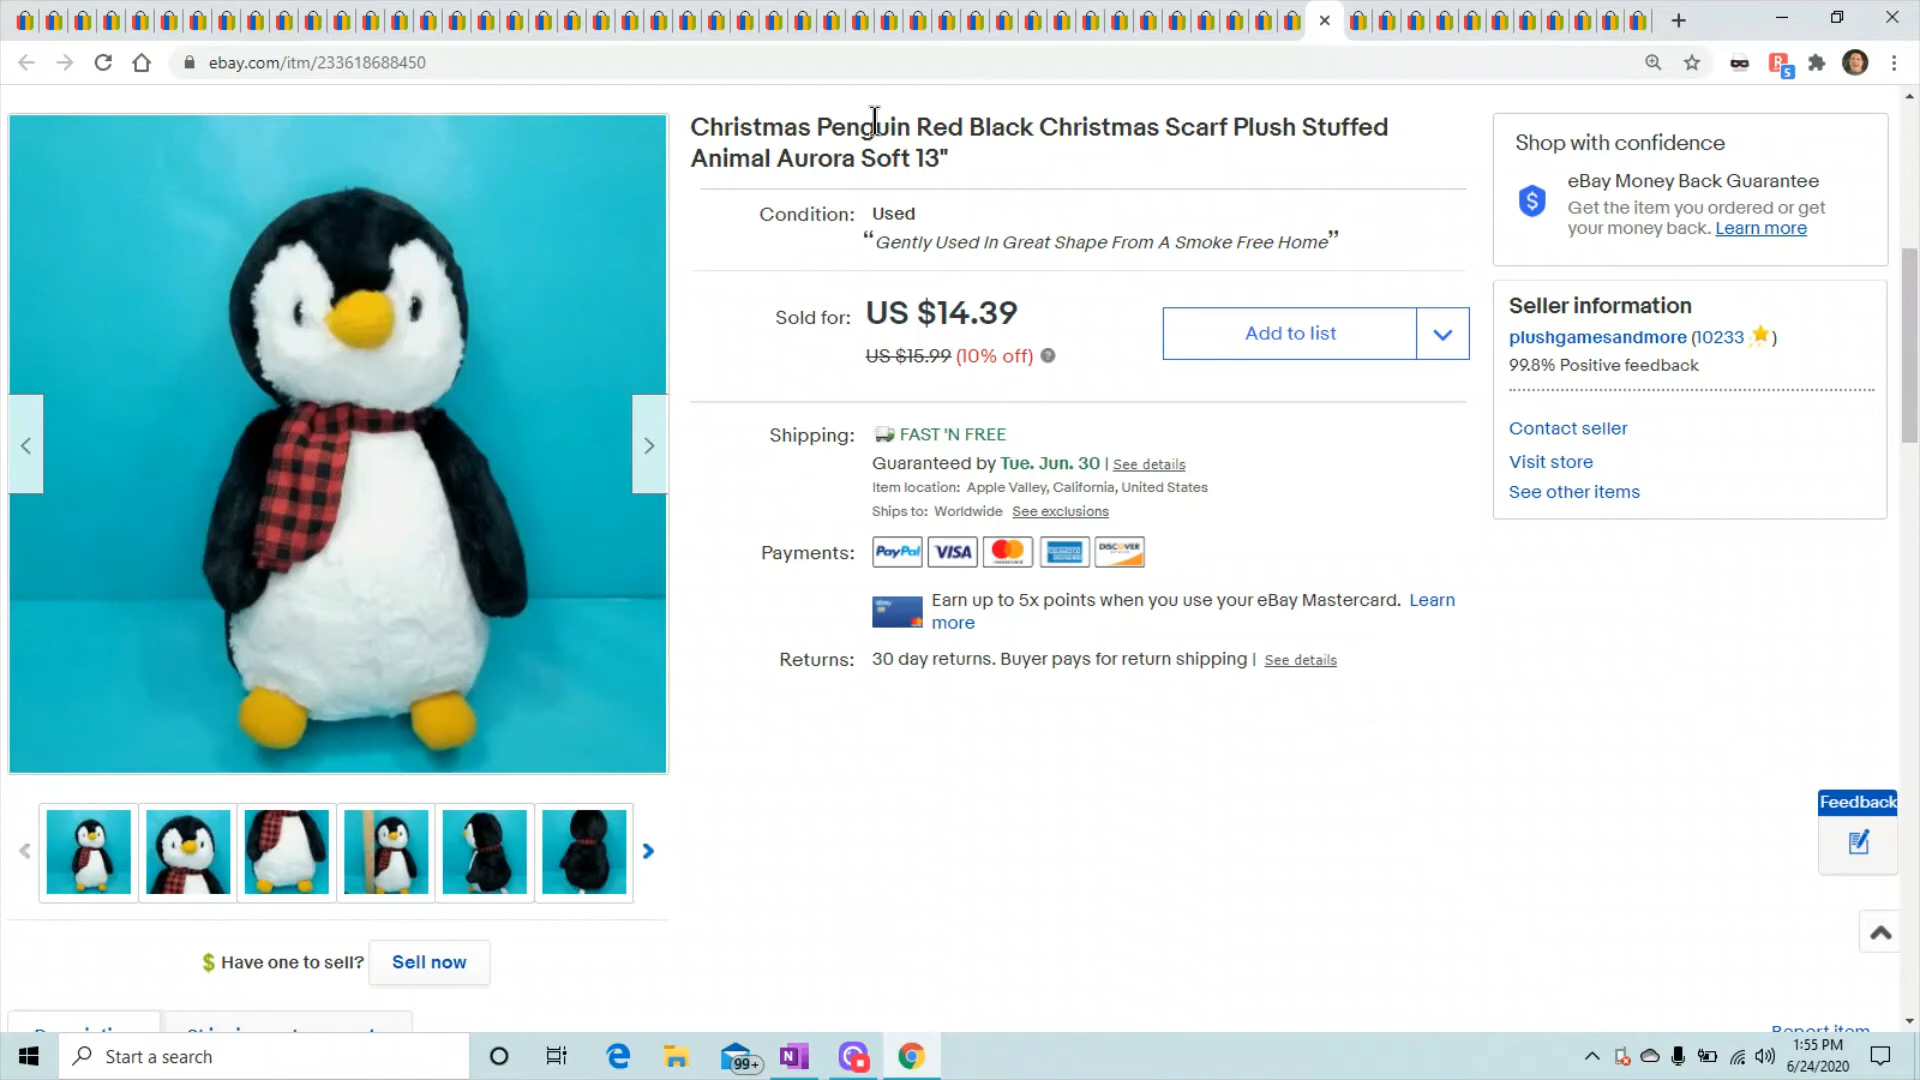 ebay.com/itm/233618688450
5
Christmas Penguin Red Black Christmas Scarf Plush Stuffed
Animal Aurora Soft 13"
Condition: Used
“Gently Used In Great Shape From A Smoke Free Home”
Sold for: US $14.39
US $15.99 (10% off)
Add to list
Shipping: FAST 'N FREE
Guaranteed by Tue. Jun. 30 | See details
Item location: Apple Valley, California, United States
Ships to: Worldwide See exclusions
Payments: PayPal VISA DISCOVER
Earn up to 5x points when you use your eBay Mastercard. Learn
more
Returns: 30 day returns. Buyer pays for return shipping | See details
Shop with confidence
eBay Money Back Guarantee
Get the item you ordered or get
your money back. Learn more
Seller information
plushgamesandmore (10233)
99.8% Positive feedback
Contact seller
Visit store
See other items
Feedback
Have one to sell? Sell now
Report item
Start a search
99+
1:55 PM
6/24/2020